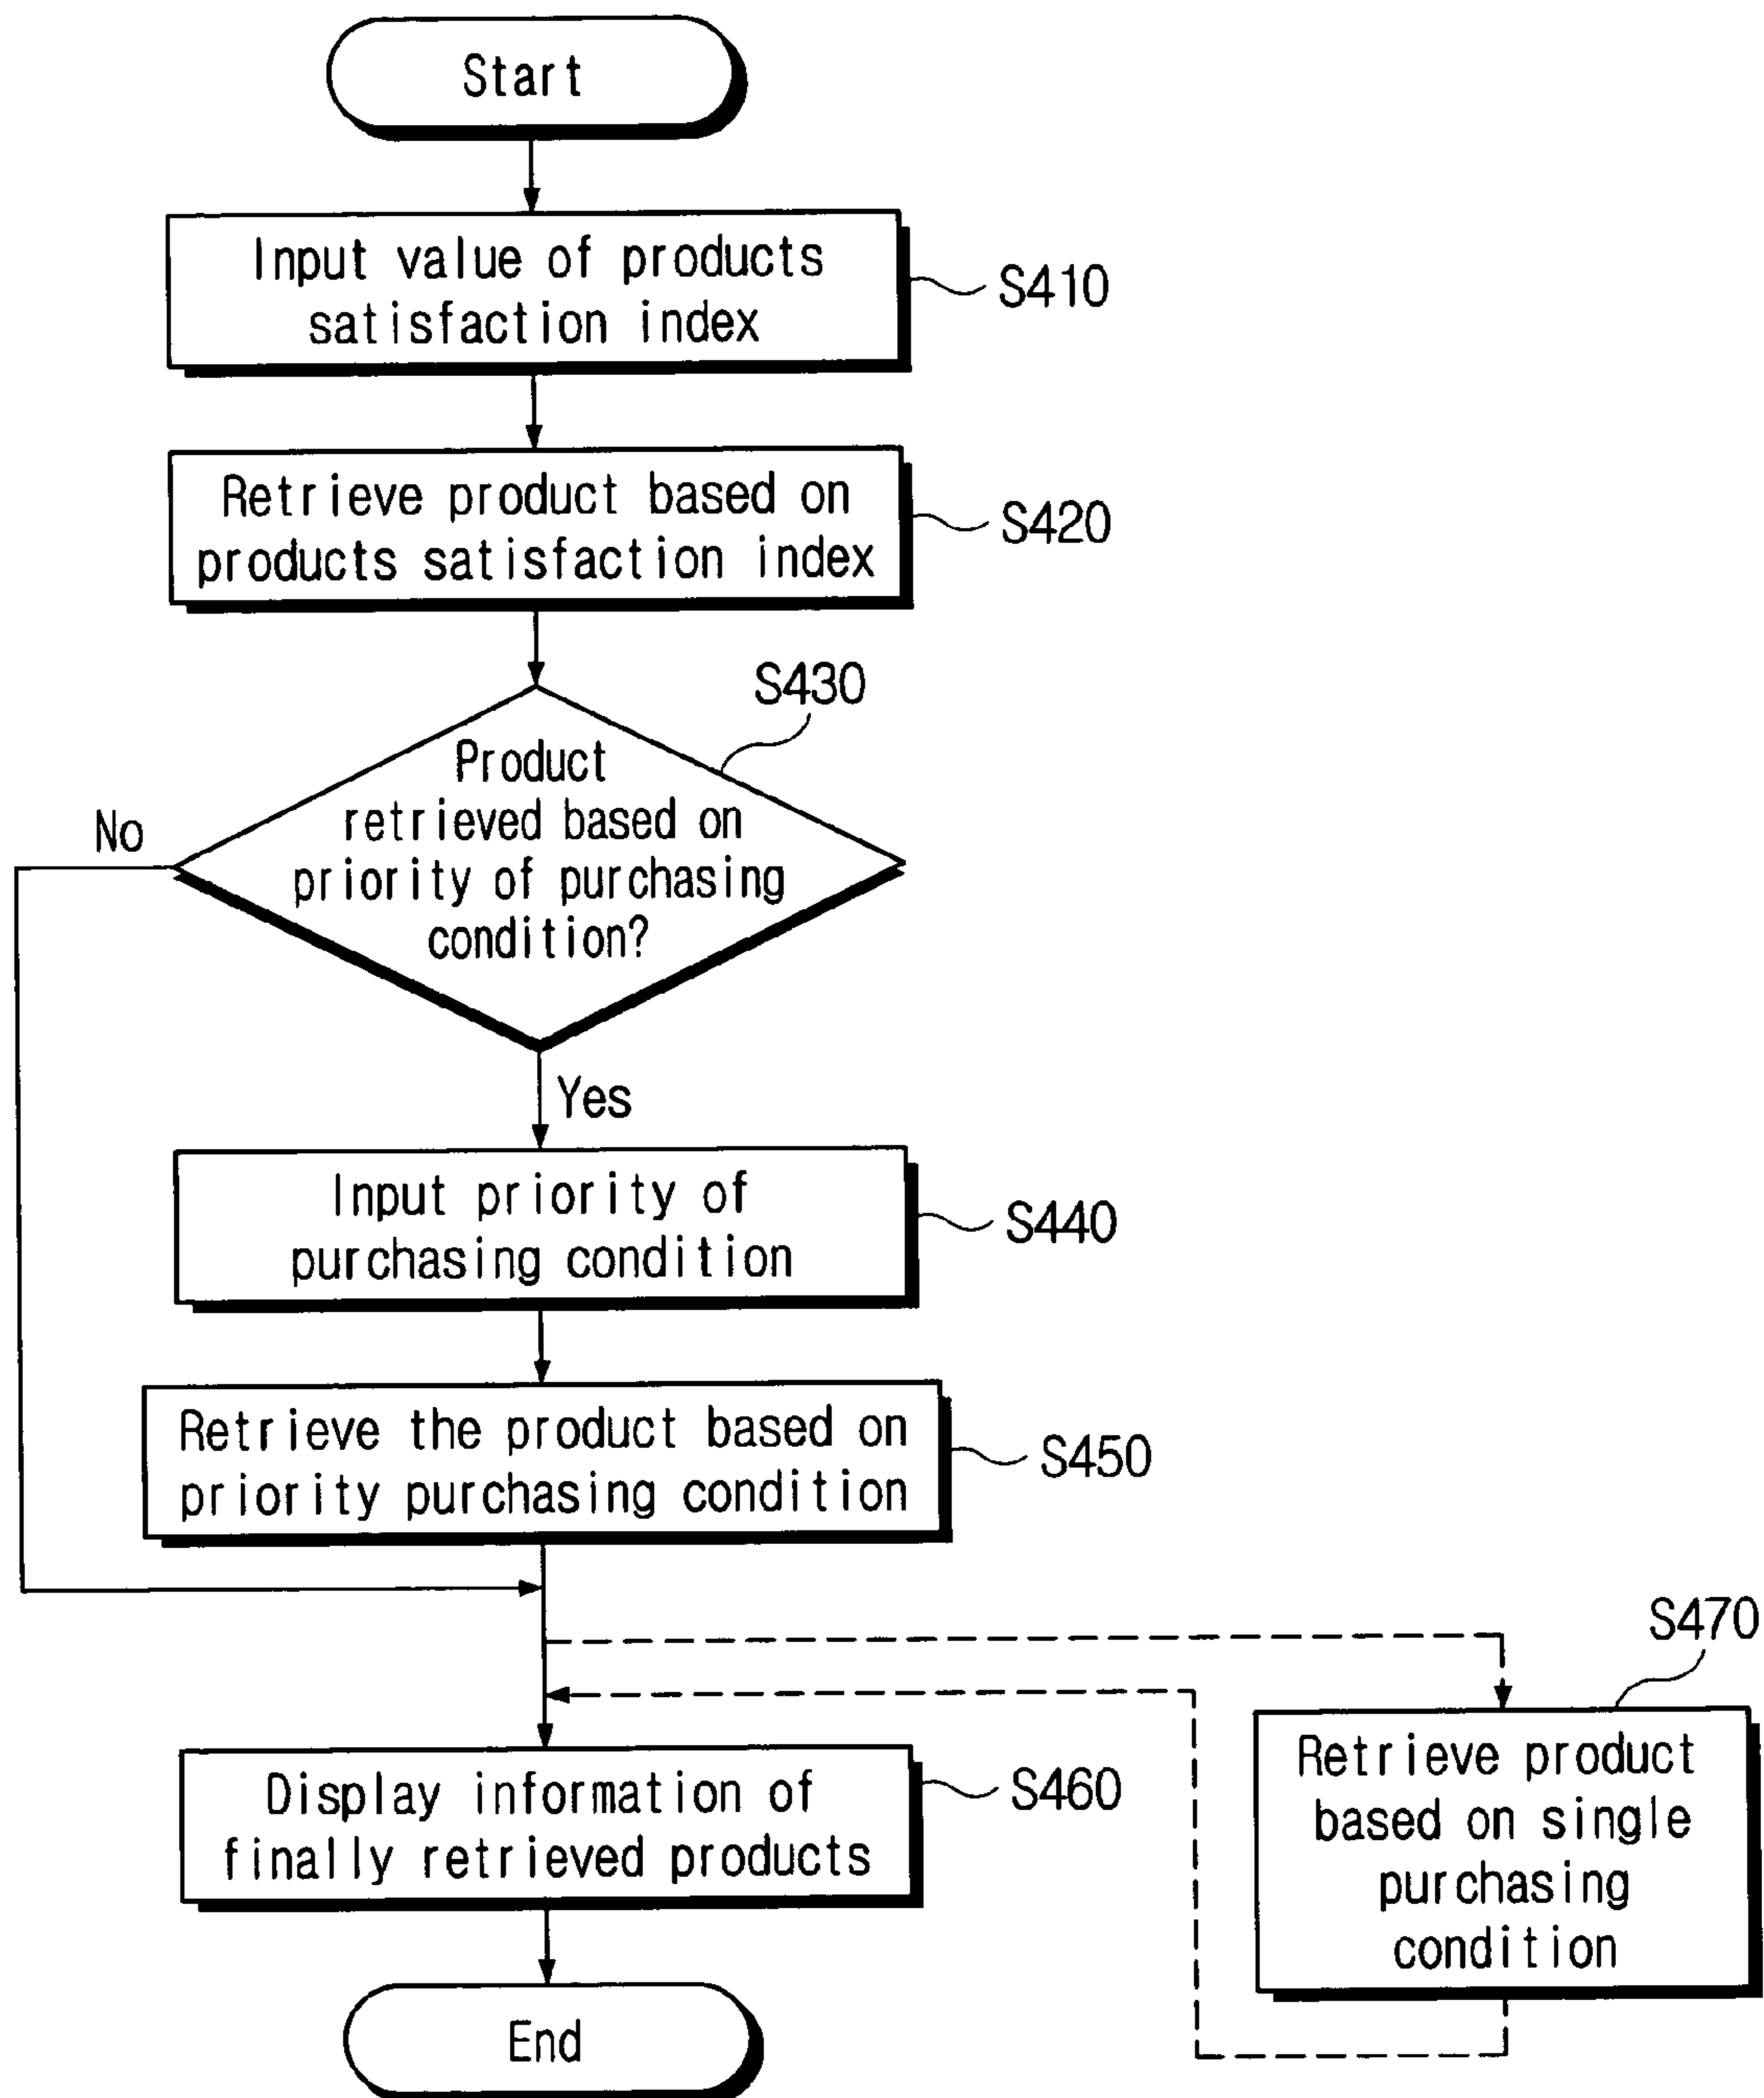 Start
Input value of products
satisfaction index
S410
Retrieve product based on
products satisfaction index
S420
S430
Product
retrieved based on
priority of purchasing
condition?
No
Yes
Input priority of
purchasing condition
S440
Retrieve the product based on
priority purchasing condition
S450
S470
Retrieve product
based on single
purchasing
condition
Display information of
finally retrieved products
S460
End